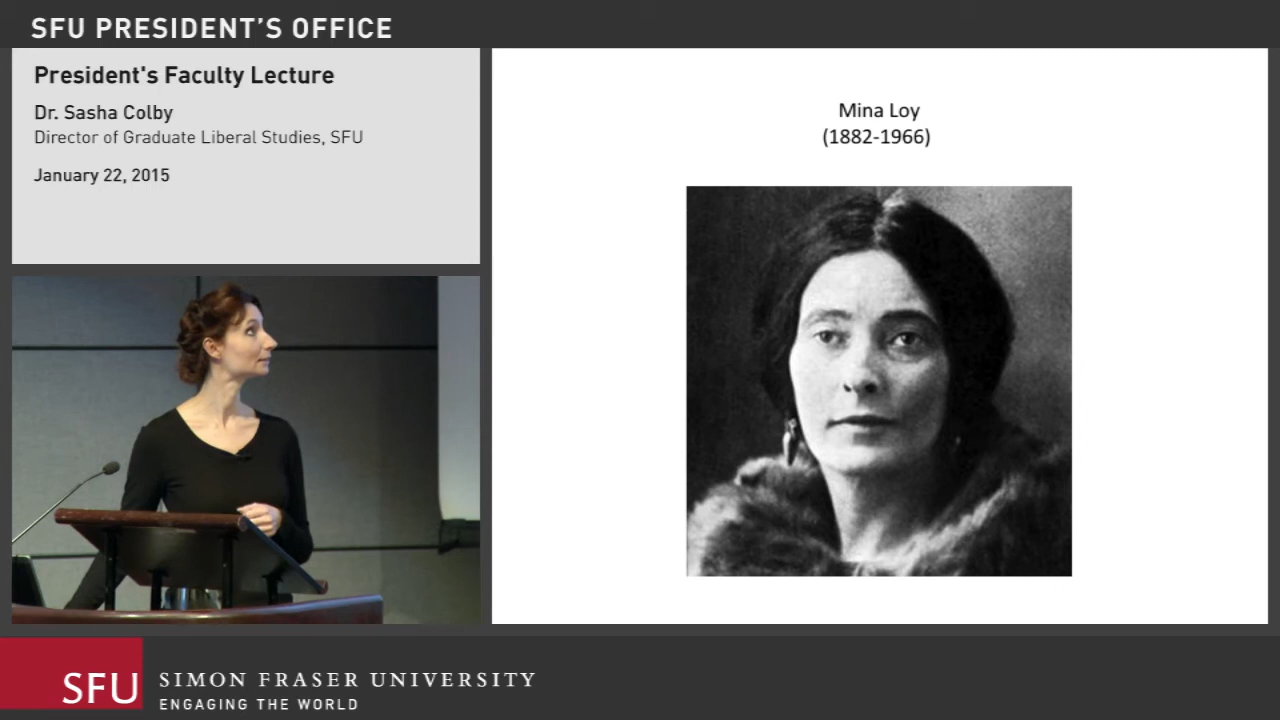 SFU PRESIDENT'S OFFICE
President's Faculty Lecture
Dr. Sasha Colby
Director of Graduate Liberal Studies, SFU
January 22, 2015
Mina Loy
(1882-1966)
SFU SIMON FRASER UNIVERSITY
ENGAGING THE WORLD